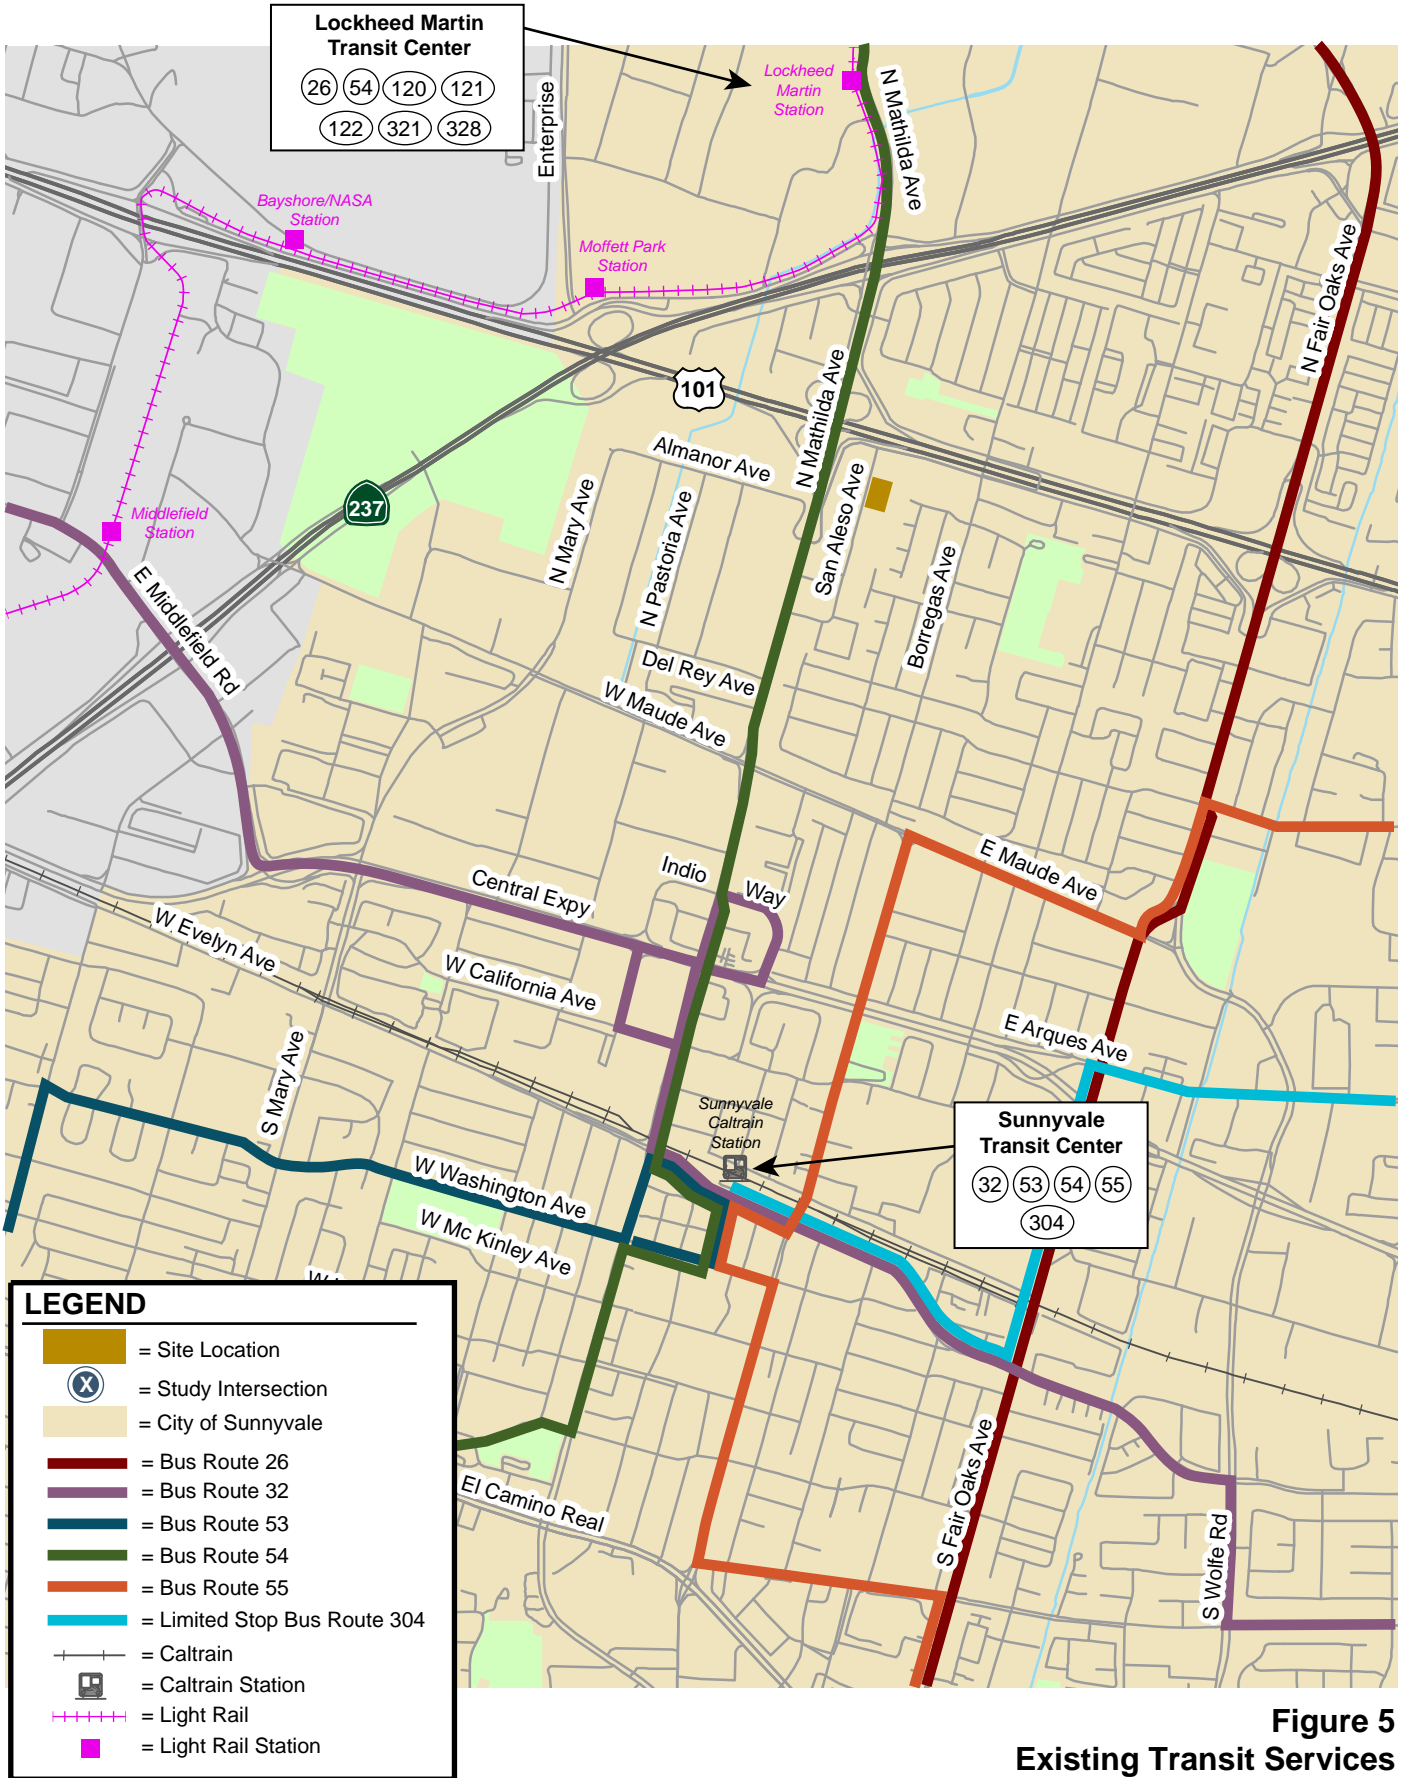 Lockheed Martin
Transit Center
26 54 120 121
122 321 328
Enterprise
Lockheed
Martin
Station
N Mathilda Ave
Bayshore/NASA
Station
Moffett Park
Station
N Fair Oaks Ave
101
N Mathilda Ave
Almanor Ave
San Aleso Ave
237
N Mary Ave
N Pastoria Ave
Middlefield
Station
Borregas Ave
E Middlefield Rd
Del Rey Ave
W Maude Ave
E Maude Ave
Indio Way
Central Expy
W Evelyn Ave
W California Ave
E Arques Ave
S Mary Ave
Sunnyvale
Caltrain
Station
Sunnyvale
Transit Center
32 53 54 55
304
W Washington Ave
W Mc Kinley Ave
El Camino Real
S Fair Oaks Ave
S Wolfe Rd
LEGEND
= Site Location
X = Study Intersection
= City of Sunnyvale
= Bus Route 26
= Bus Route 32
= Bus Route 53
= Bus Route 54
= Bus Route 55
= Limited Stop Bus Route 304
= Caltrain
= Caltrain Station
= Light Rail
= Light Rail Station
Figure 5
Existing Transit Services